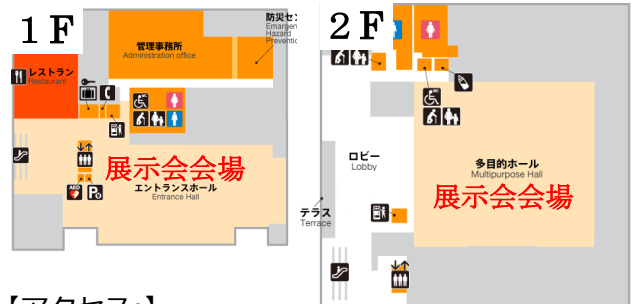 1F
防災セン
Emergen
Hazard
Preventio
管理事務所
Administration office
レストラン
Restaurant
展示会会場
エントランスホール
Entrance Hall
AED
2F
ロビー
Lobby
多目的ホール
Multipurpose Hall
展示会会場
テラス
Terrace
【アクセス】